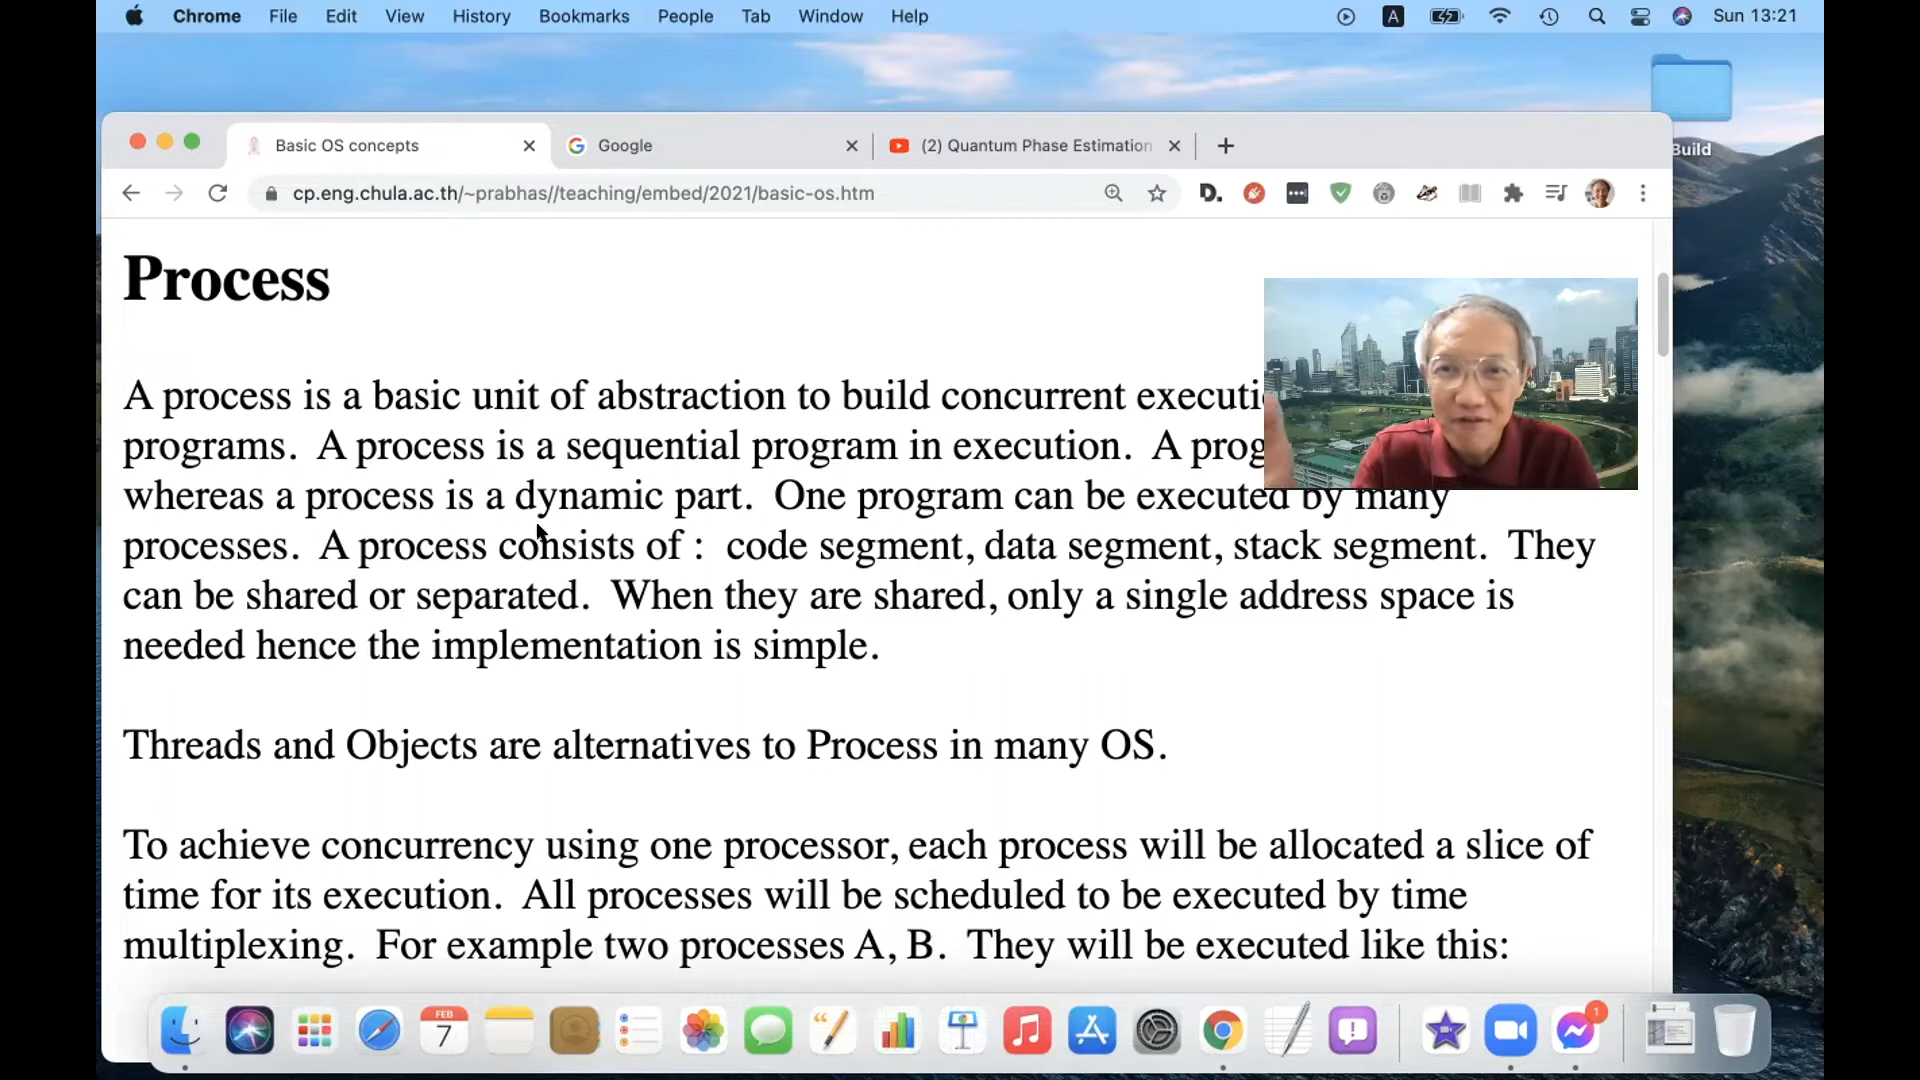 Chrome File Edit View History Bookmarks People Tab Window Help A Sun 13:21
Build
Basic OS concepts Google (2) Quantum Phase Estimation
cp.eng.chula.ac.th/~prabhas//teaching/embed/2021/basic-os.htm D.
Process
A process is a basic unit of abstraction to build concurrent
programs. A process is a sequential program in execution. A
whereas a process is a dynamic part. One program can be executed by many
processes. A process consists of : code segment, data segment, stack segment. They
can be shared or separated. When they are shared, only a single address space is
needed hence the implementation is simple.
Threads and Objects are alternatives to Process in many OS.
To achieve concurrency using one processor, each process will be allocated a slice of
time for its execution. All processes will be scheduled to be executed by time
multiplexing. For example two processes A, B. They will be executed like this:
FEB
7
1